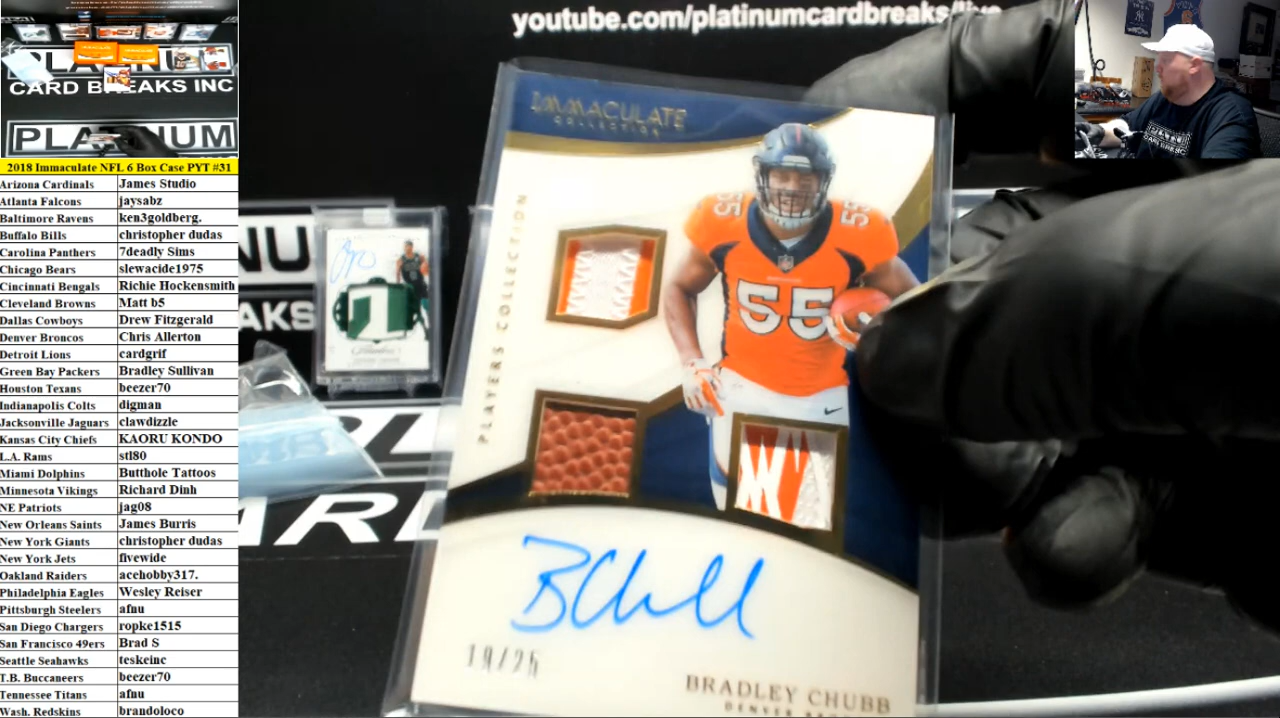 youtube.com/platinumcardbreaks/live
CARD BREAKS INC
PLATINUM
2018 Immaculate NFL 6 Box Case PYT #31
Arizona Cardinals James Studio
Atlanta Falcons jaysabz
Baltimore Ravens ken3goldberg.
Buffalo Bills christopher dudas
Carolina Panthers 7deadly Sims
Chicago Bears slewacide1975
Cincinnati Bengals Richie Hockensmith
Cleveland Browns Matt b5
Dallas Cowboys Drew Fitzgerald
Denver Broncos Chris Allerton
Detroit Lions cardgrif
Green Bay Packers Bradley Sullivan
Houston Texans beezer70
Indianapolis Colts digman
Jacksonville Jaguars clawdizzle
Kansas City Chiefs KAORU KONDO
L.A. Rams stl80
Miami Dolphins Butthole Tattoos
Minnesota Vikings Richard Dinh
NE Patriots jag08
New Orleans Saints James Burris
New York Giants christopher dudas
New York Jets fivewide
Oakland Raiders acehobby317.
Philadelphia Eagles Wesley Reiser
Pittsburgh Steelers afnu
San Diego Chargers ropke1515
San Francisco 49ers Brad S
Seattle Seahawks teskeinc
T.B. Buccaneers beezer70
Tennessee Titans afnu
Wash. Redskins brandoloco
IMMACULATE
COLLECTION
PLAYERS COLLECTION
55
55
55
BChubb
19/25
BRADLEY CHUBB
DENVER